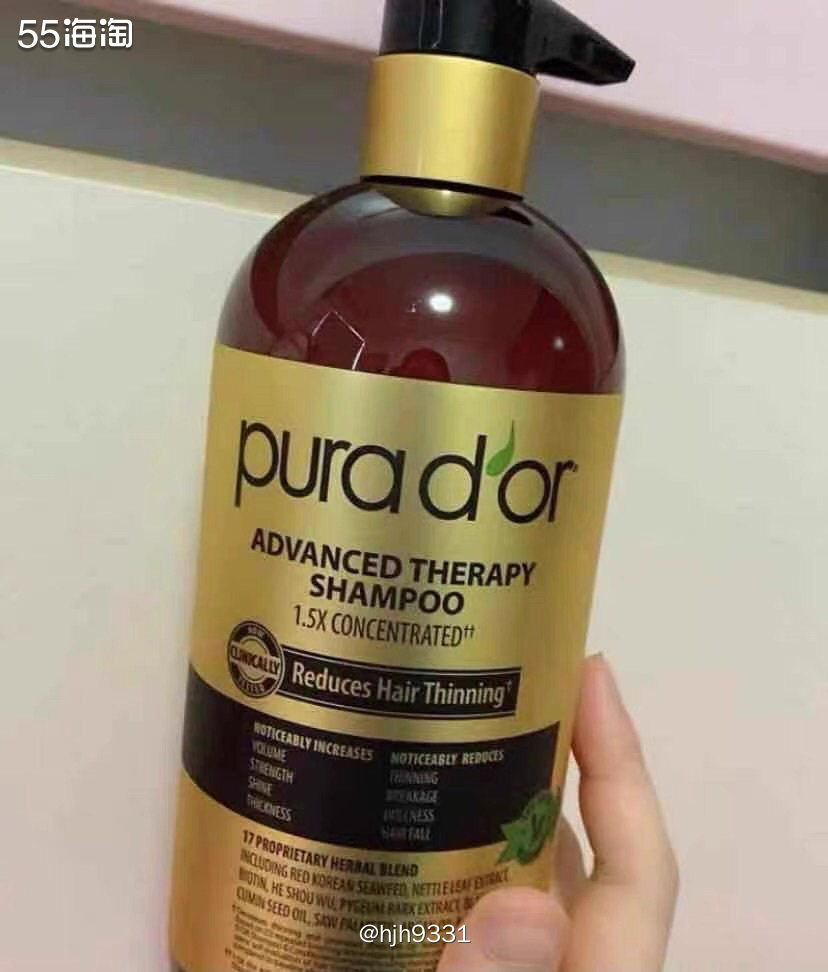 55海淘
pura d'or®
ADVANCED THERAPY
SHAMPOO
1.5X CONCENTRATED††
CLINICALLY
TESTED
Reduces Hair Thinning†
NOTICEABLY INCREASES
VOLUME
STRENGTH
SHINE
THICKNESS
NOTICEABLY REDUCES
THINNING
BREAKAGE
DULLNESS
HAIR FALL
17 PROPRIETARY HERBAL BLEND
INCLUDING RED KOREAN SEAWEED, NETTLE LEAF EXTRACT,
BIOTIN, HE SHOU WU, PYGEUM BARK EXTRACT,
CUMIN SEED OIL, SAW
@hjh9331